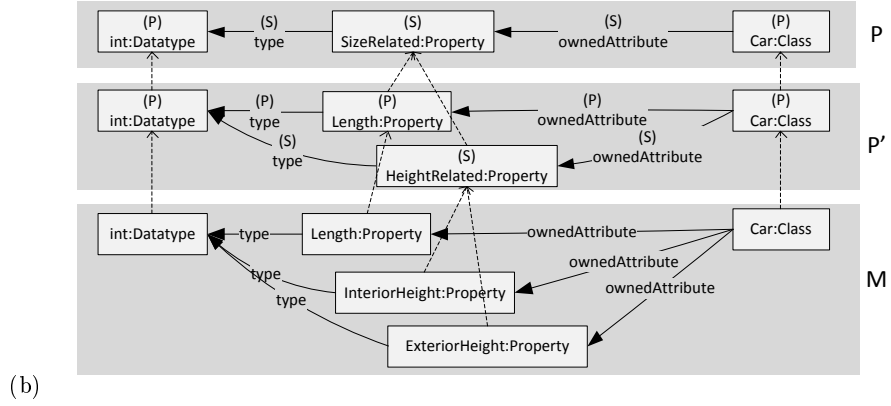 (P)
int:Datatype
(S)
type
(S)
SizeRelated:Property
(S)
ownedAttribute
(P)
Car:Class
P
(P)
int:Datatype
(P)
type
(P)
Length:Property
(P)
ownedAttribute
(P)
Car:Class
(S)
type
(S)
HeightRelated:Property
(S)
ownedAttribute
P’
int:Datatype
type
Length:Property
ownedAttribute
Car:Class
type
InteriorHeight:Property
ownedAttribute
type
ExteriorHeight:Property
ownedAttribute
M
(b)